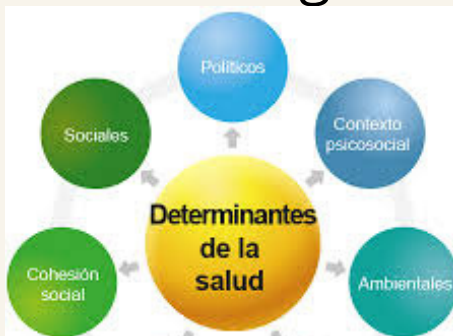 Políticos
Sociales
Contexto
psicosocial
Determinantes
de la
salud
Cohesión
social
Ambientales